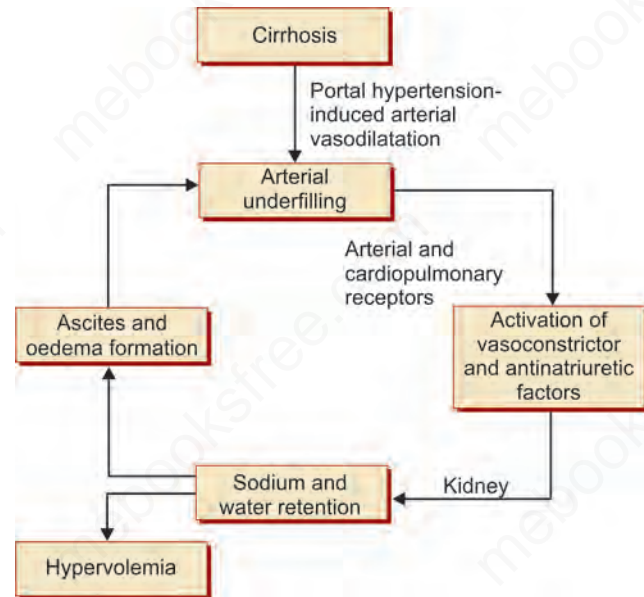 Cirrhosis
Portal hypertension-
induced arterial
vasodilatation
Arterial
underfilling
Arterial and
cardiopulmonary
receptors
Activation of
vasoconstrictor
and antinatriuretic
factors
Ascites and
oedema formation
Kidney
Sodium and
water retention
Hypervolemia